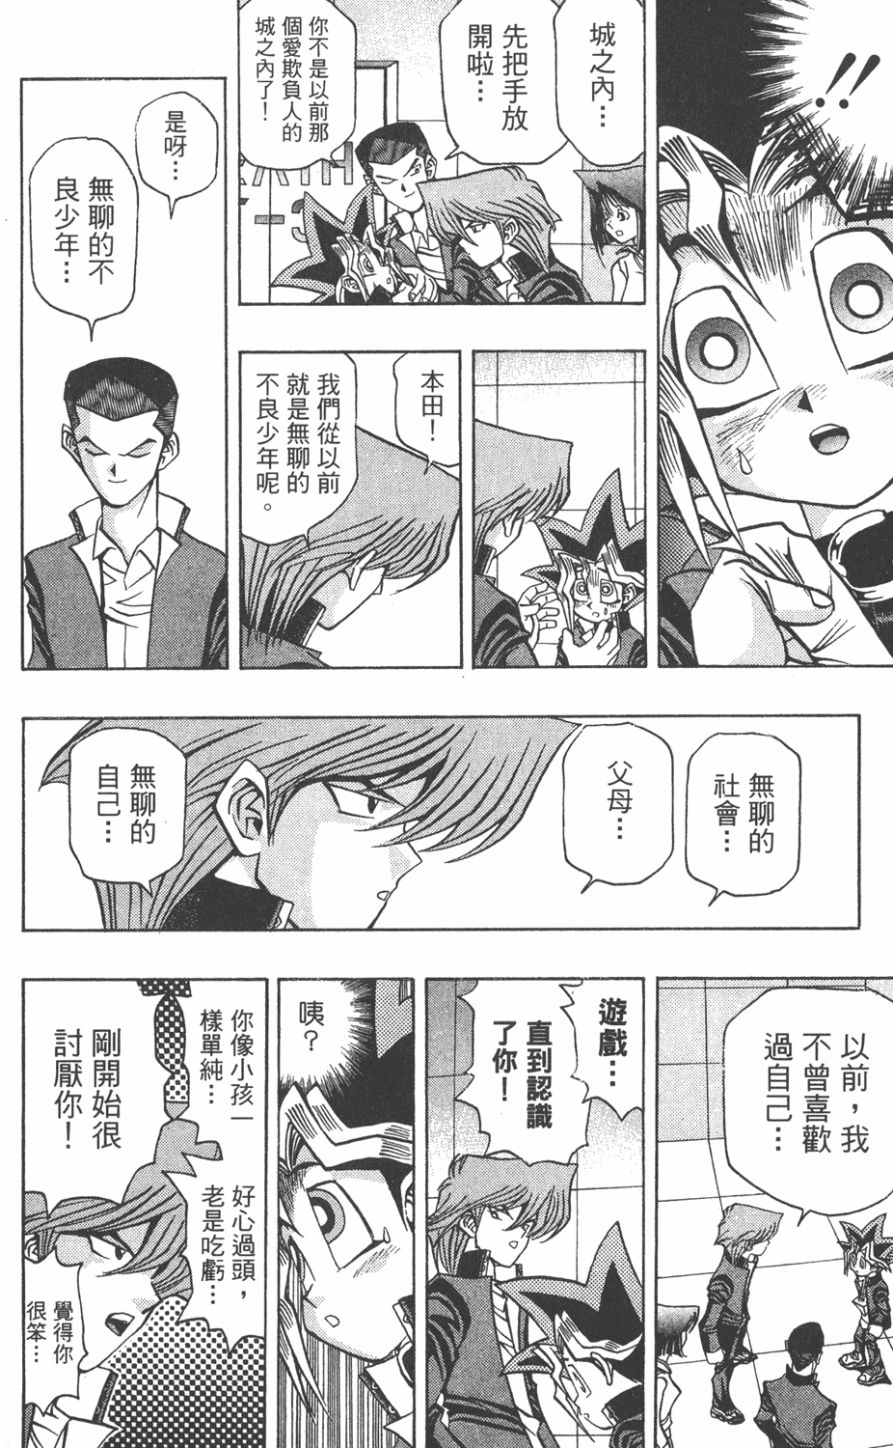 !!
城之內…
先把手放
開啦…
你不是以前那
個愛欺負人的
城之內了！
是呀…
無聊的不
良少年…
本田！
我們從以前
就是無聊的
不良少年呢。
無聊的
社會…
父母…
無聊的
自己…
以前，我
不曾喜歡
過自己…
遊戲…
直到認識
了你！
咦？
你像小孩一
樣單純…
好心過頭，
老是吃虧…
剛開始很
討厭你！
覺得你
很笨…